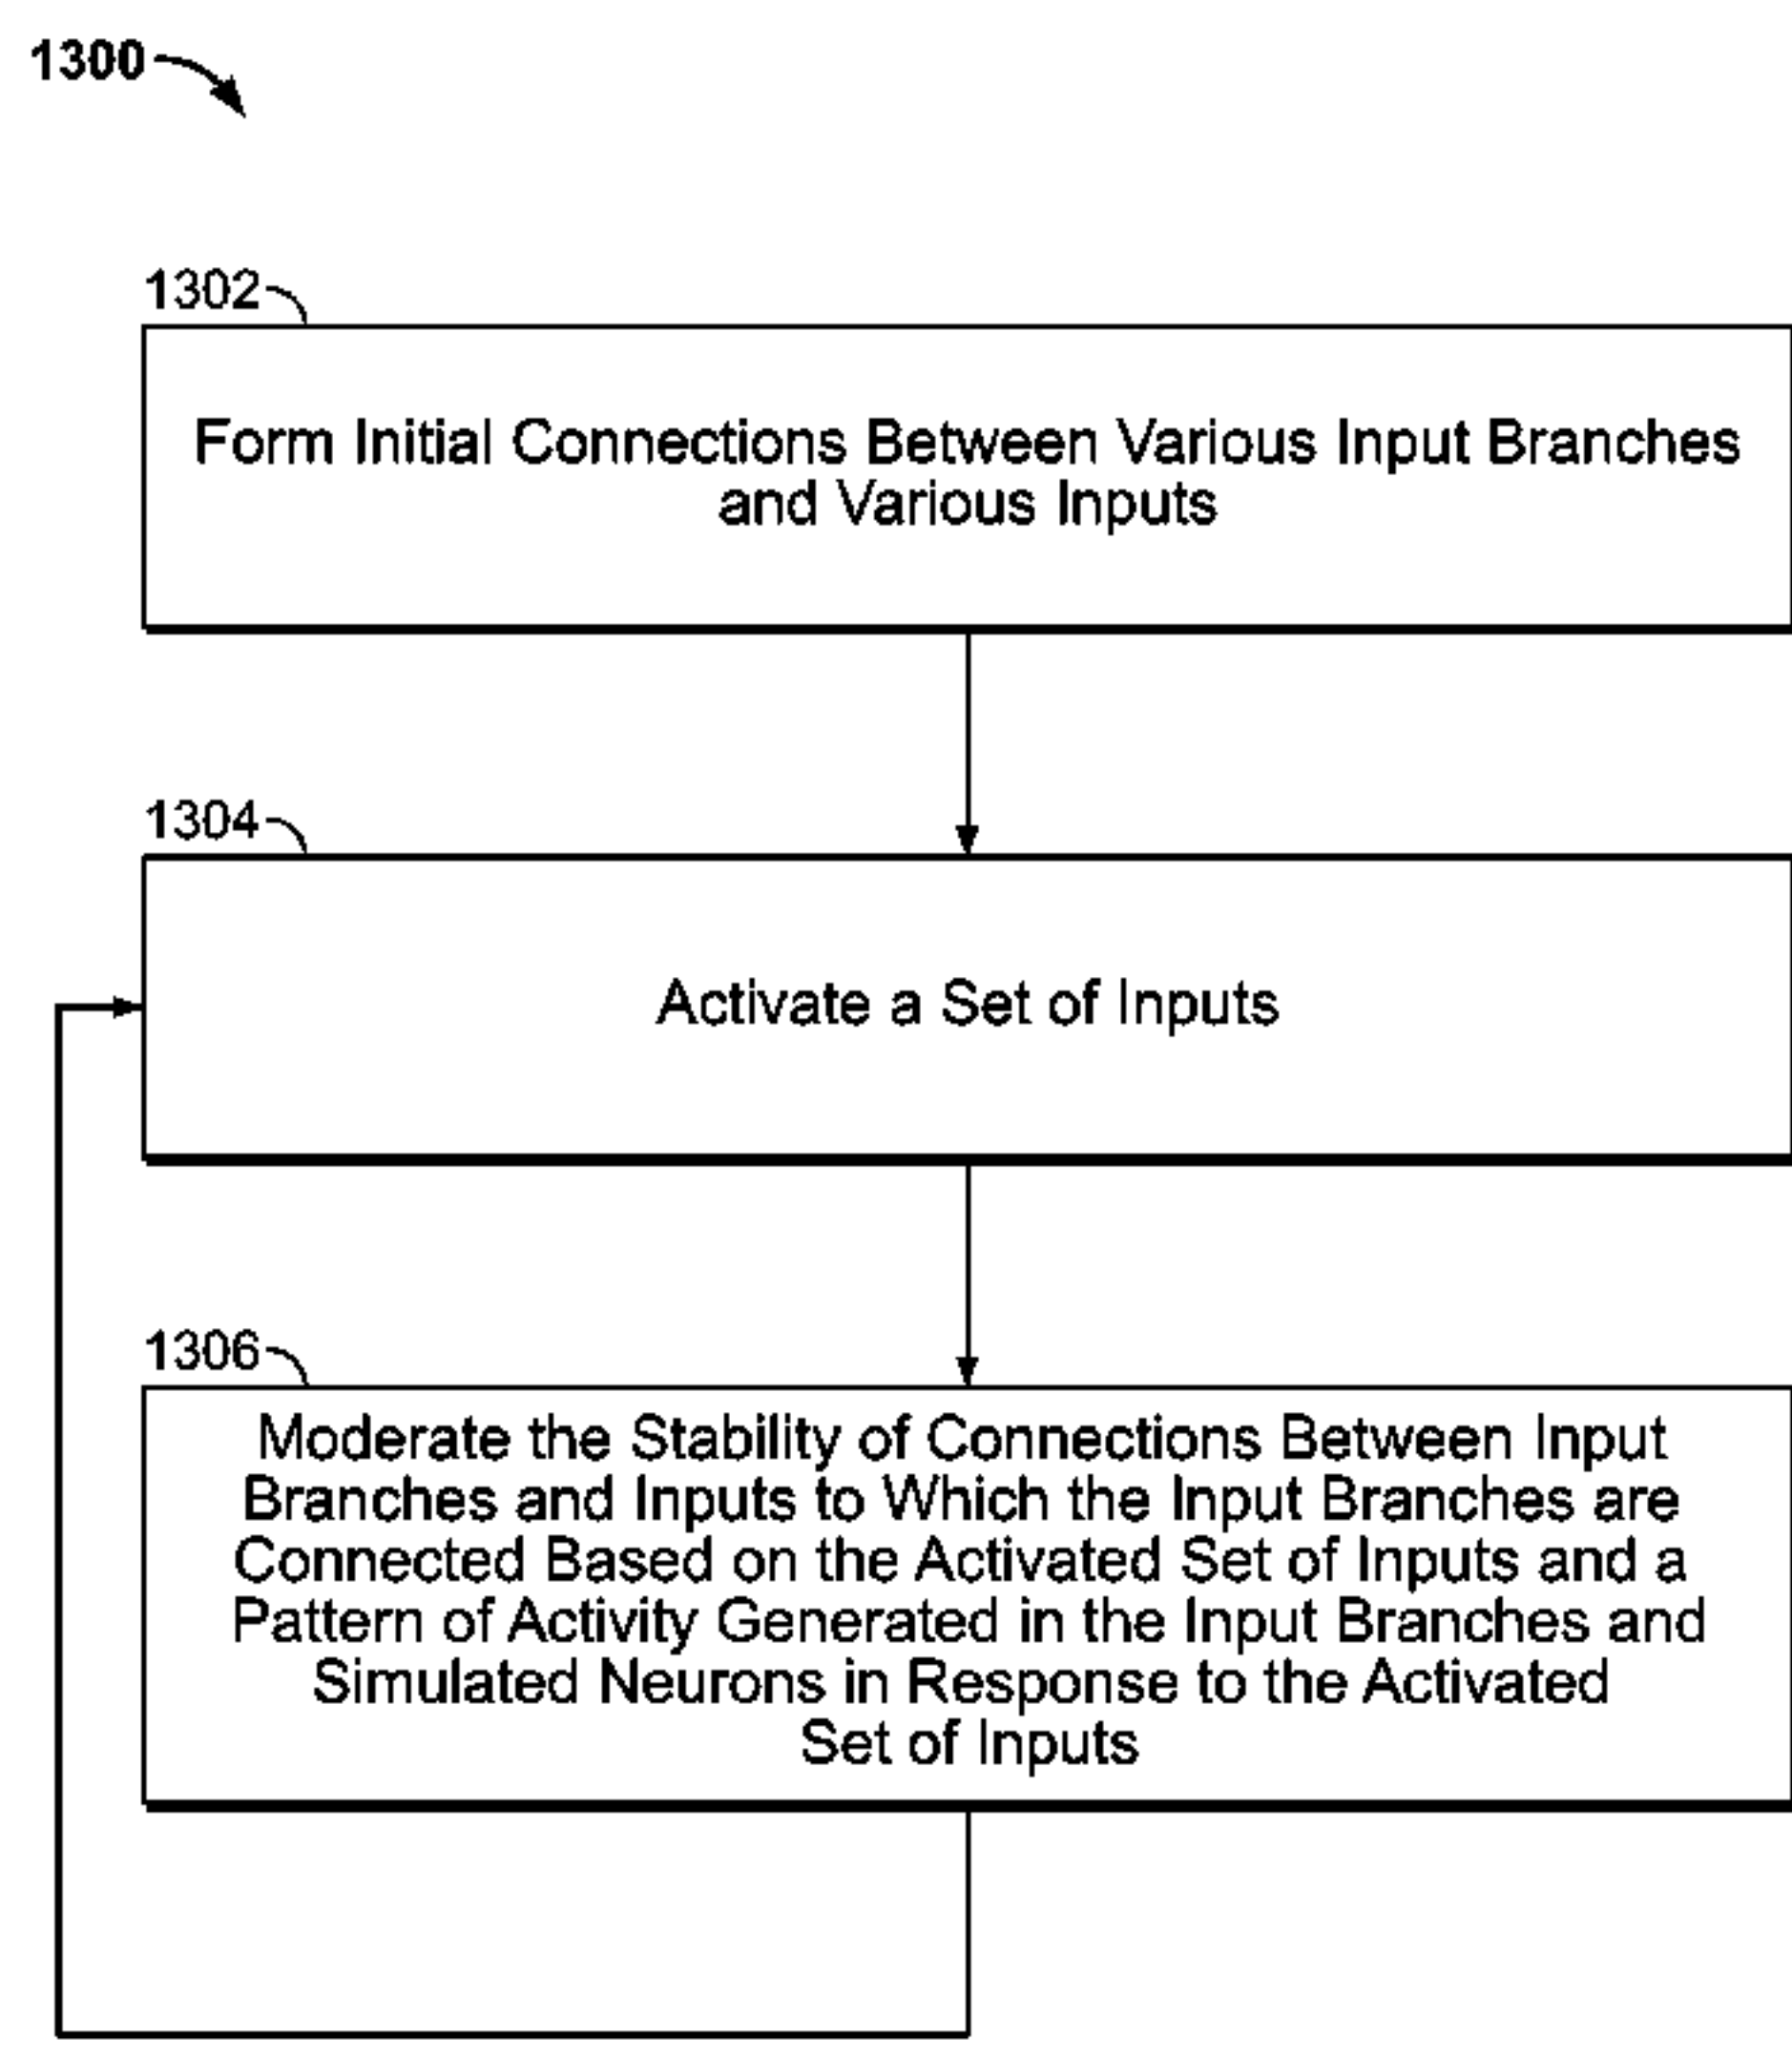 1300
1302
Form Initial Connections Between Various Input Branches
and Various Inputs
1304
Activate a Set of Inputs
1306
Moderate the Stability of Connections Between Input
Branches and Inputs to Which the Input Branches are
Connected Based on the Activated Set of Inputs and a
Pattern of Activity Generated in the Input Branches and
Simulated Neurons in Response to the Activated
Set of Inputs